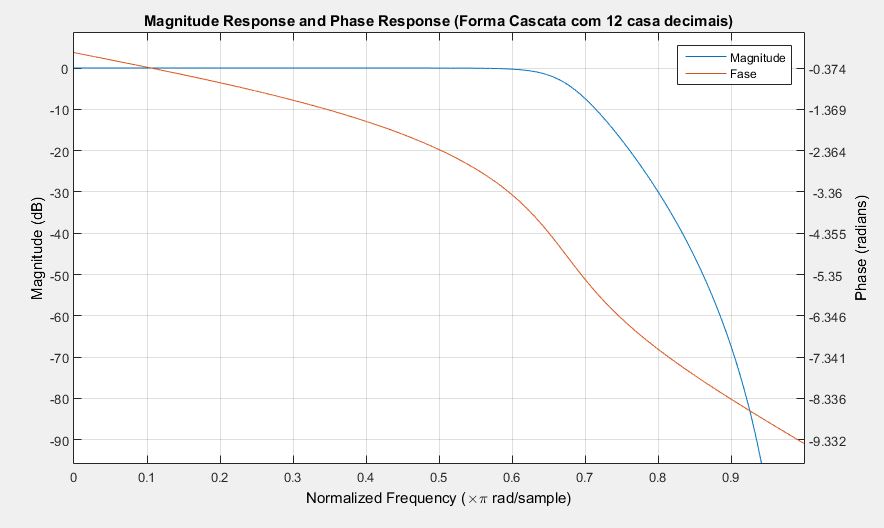 Magnitude Response and Phase Response (Forma Cascata com 12 casa decimais)
Magnitude
Fase
Magnitude (dB)
0
-10
-20
-30
-40
-50
-60
-70
-80
-90
-0.374
-1.369
-2.364
-3.36
-4.355
-5.35
-6.346
-7.341
-8.336
-9.332
Phase (radians)
0 0.1 0.2 0.3 0.4 0.5 0.6 0.7 0.8 0.9
Normalized Frequency (×π rad/sample)